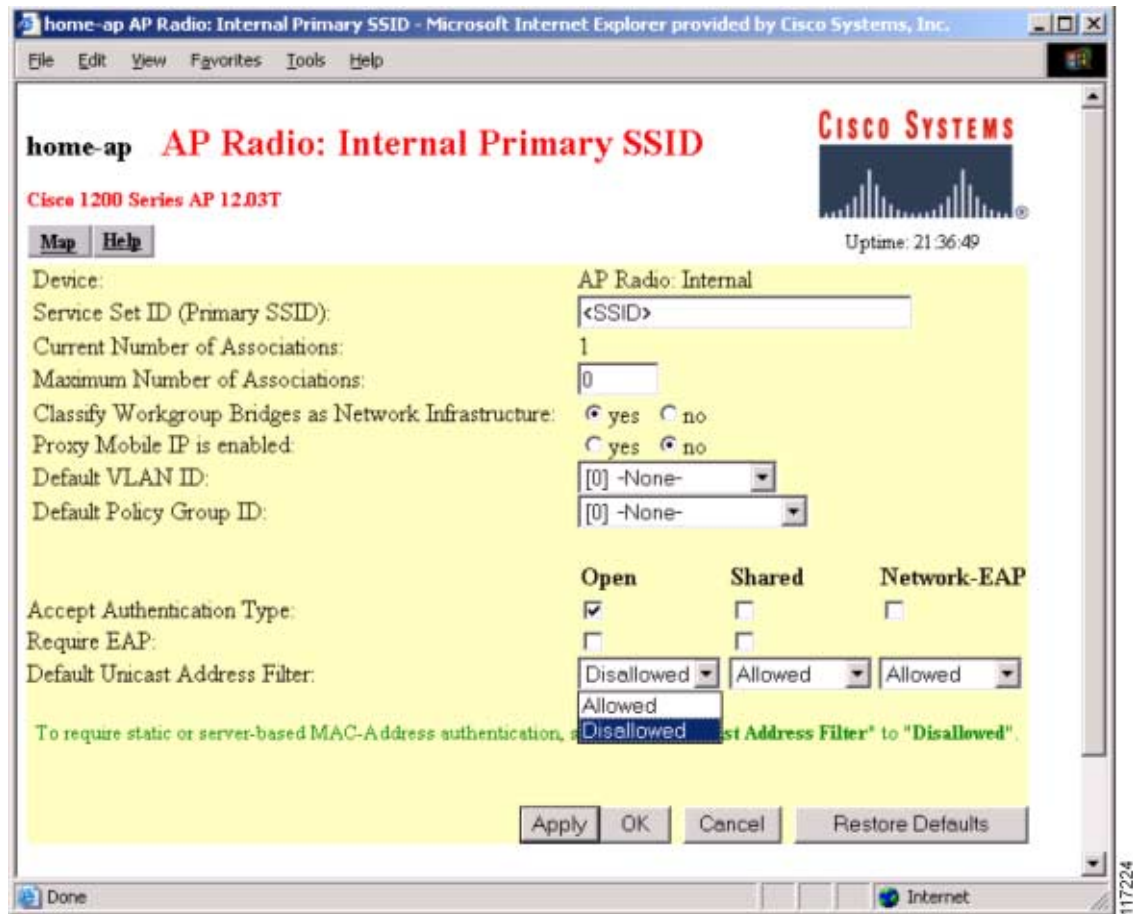 home-ap AP Radio: Internal Primary SSID - Microsoft Internet Explorer provided by Cisco Systems, Inc.
File Edit View Favorites Tools Help
home-ap AP Radio: Internal Primary SSID
CISCO SYSTEMS
®
Cisco 1200 Series AP 12.03T
Map Help
Uptime: 21:36:49
Device: AP Radio: Internal
Service Set ID (Primary SSID): <SSID>
Current Number of Associations: 1
Maximum Number of Associations: 0
Classify Workgroup Bridges as Network Infrastructure: yes no
Proxy Mobile IP is enabled: yes no
Default VLAN ID: [0] -None-
Default Policy Group ID: [0] -None-
Open Shared Network-EAP
Accept Authentication Type:
Require EAP:
Default Unicast Address Filter: Disallowed Allowed Allowed
Allowed
Disallowed
To require static or server-based MAC-Address authentication, s st Address Filter" to "Disallowed".
Apply OK Cancel Restore Defaults
Done Internet
117224